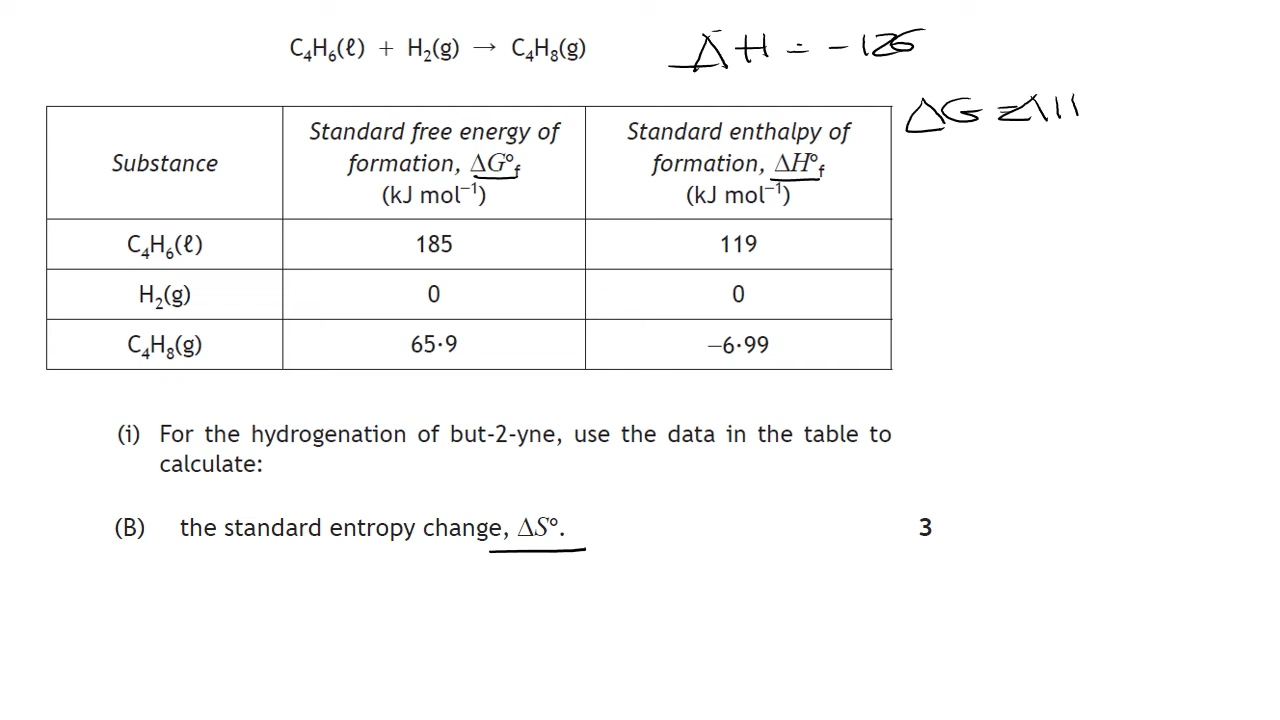 C₄H₆(ℓ) + H₂(g) → C₄H₈(g)
ΔH = -126
ΔG = ΔH
Substance
Standard free energy of formation, ΔG°f (kJ mol⁻¹)
Standard enthalpy of formation, ΔH°f (kJ mol⁻¹)
C₄H₆(ℓ) 185 119
H₂(g) 0 0
C₄H₈(g) 65·9 −6·99
(i) For the hydrogenation of but-2-yne, use the data in the table to
calculate:
(B) the standard entropy change, ΔS°. 3